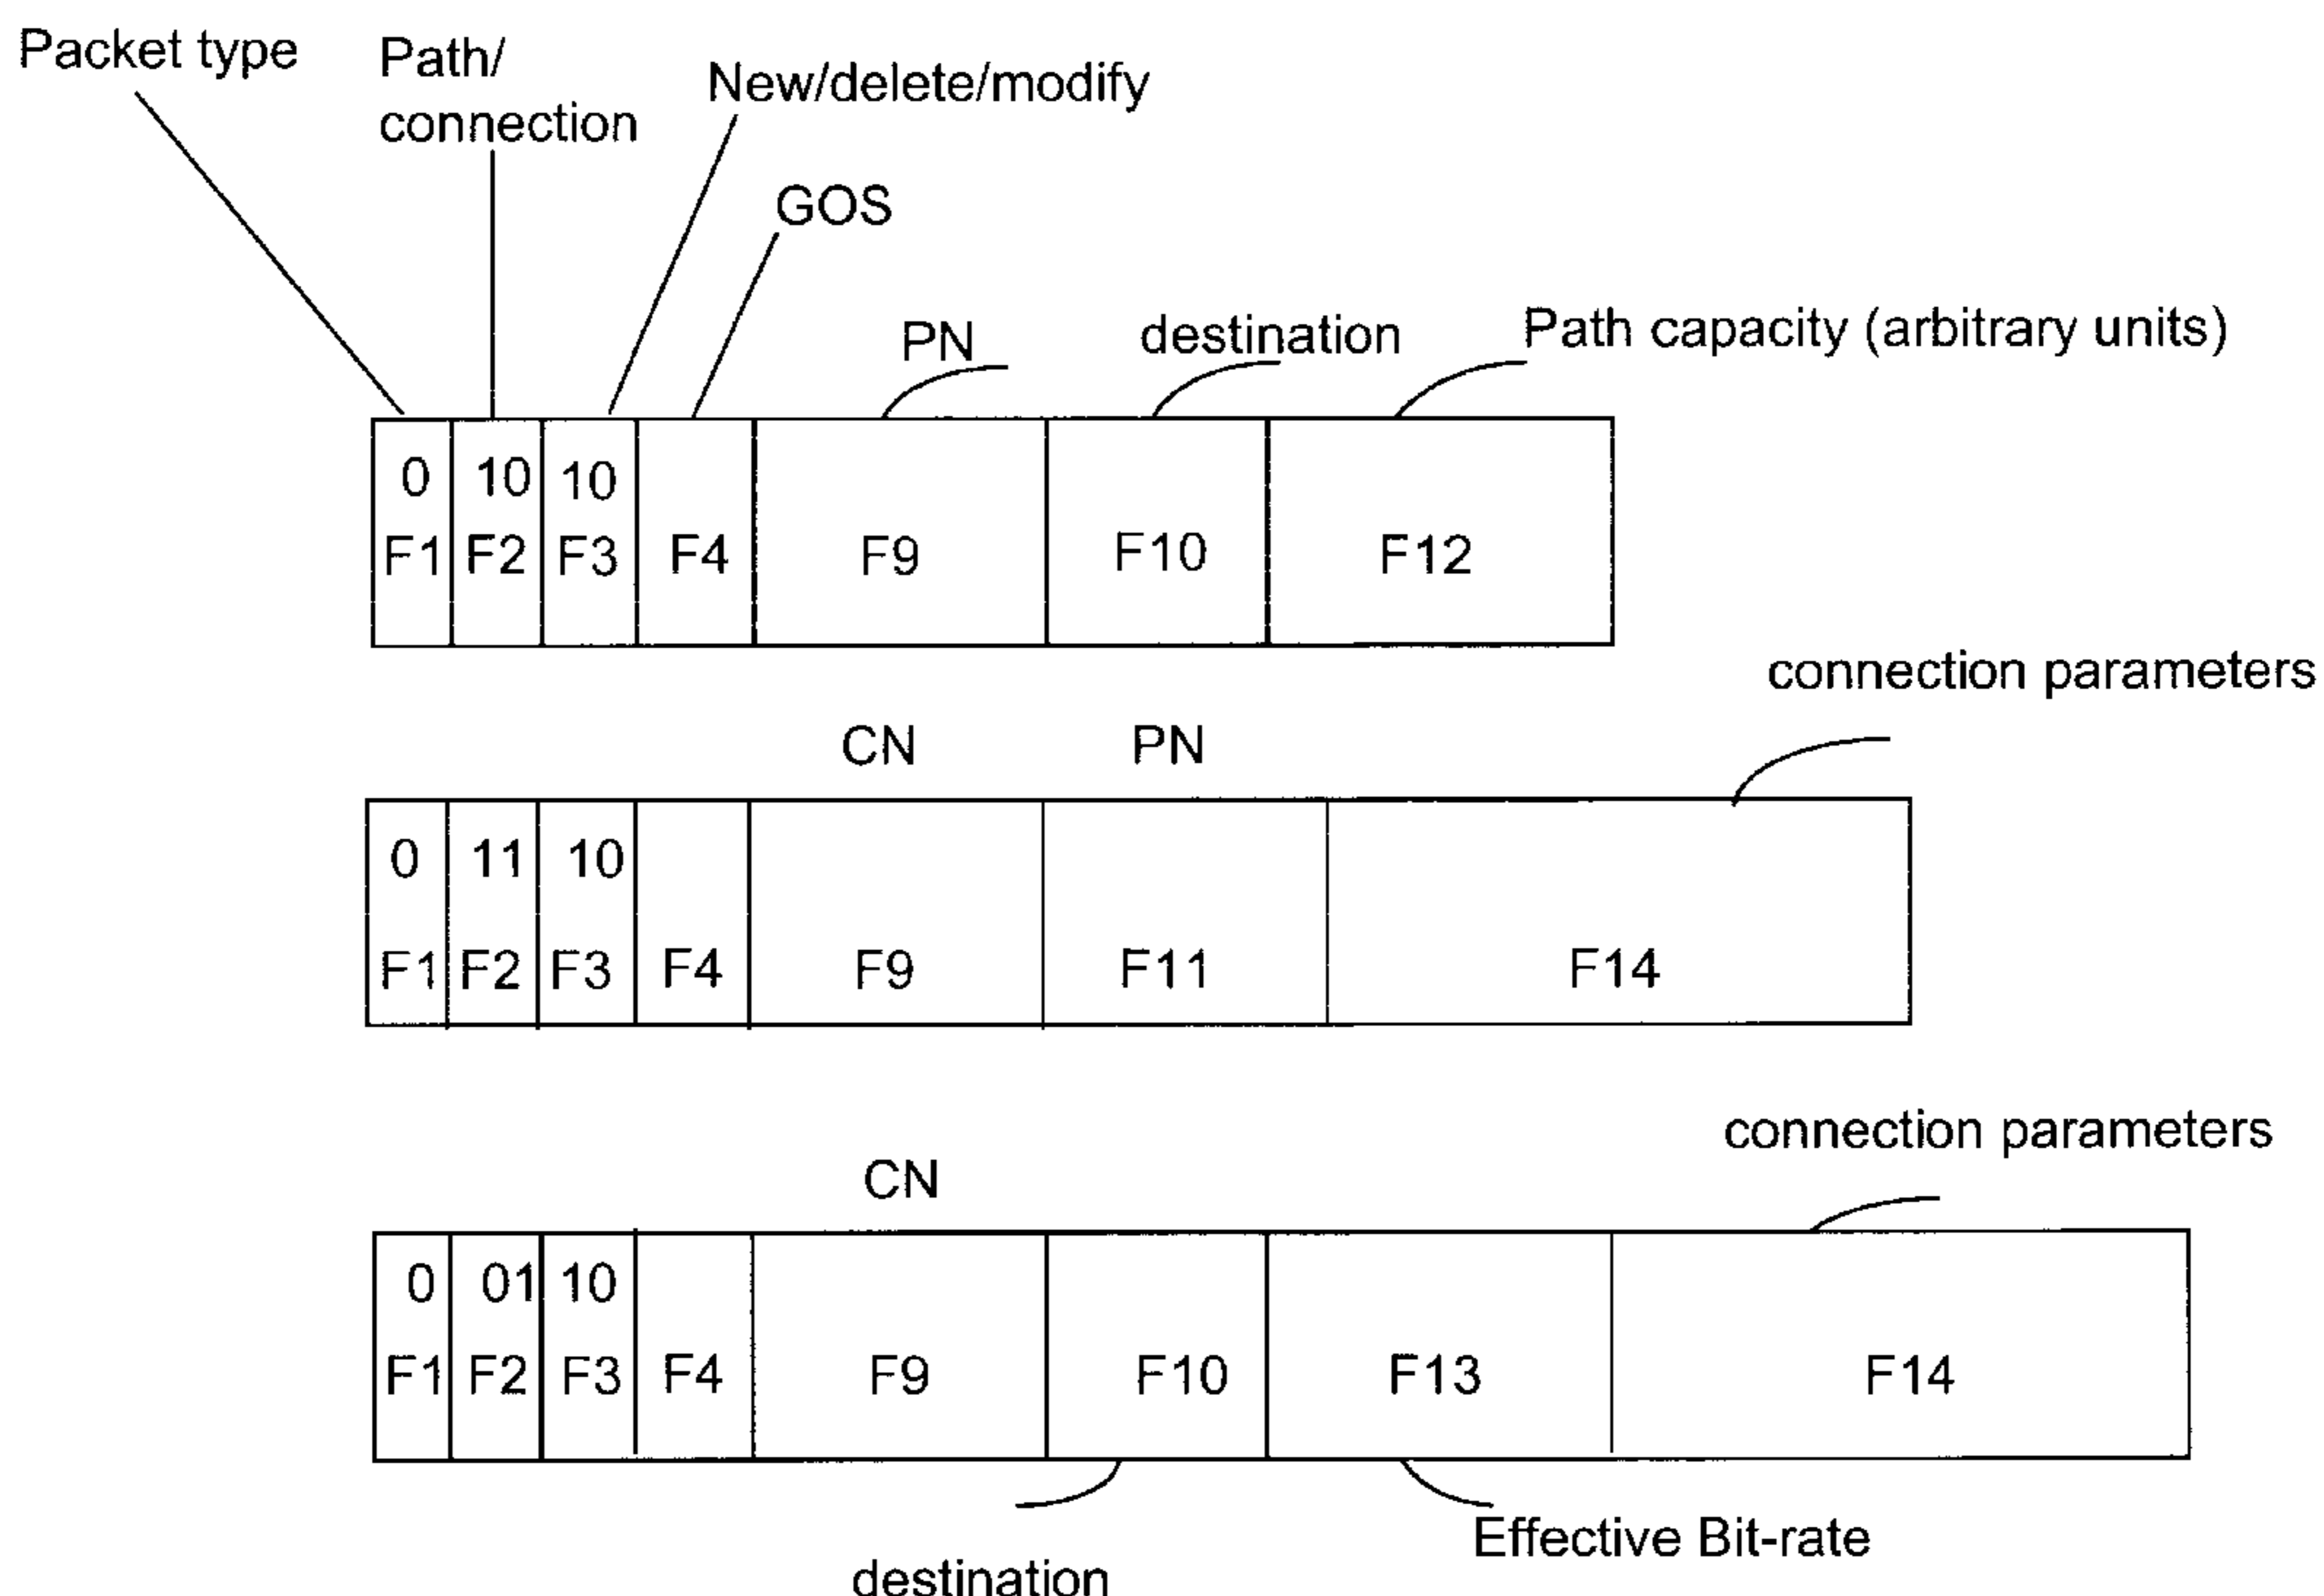 Packet type
Path/
connection
New/delete/modify
GOS
PN
destination
Path capacity (arbitrary units)
0 10 10
F1 F2 F3 F4 F9 F10 F12
connection parameters
CN PN
0 11 10
F1 F2 F3 F4 F9 F11 F14
connection parameters
CN
0 01 10
F1 F2 F3 F4 F9 F10 F13 F14
Effective Bit-rate
destination